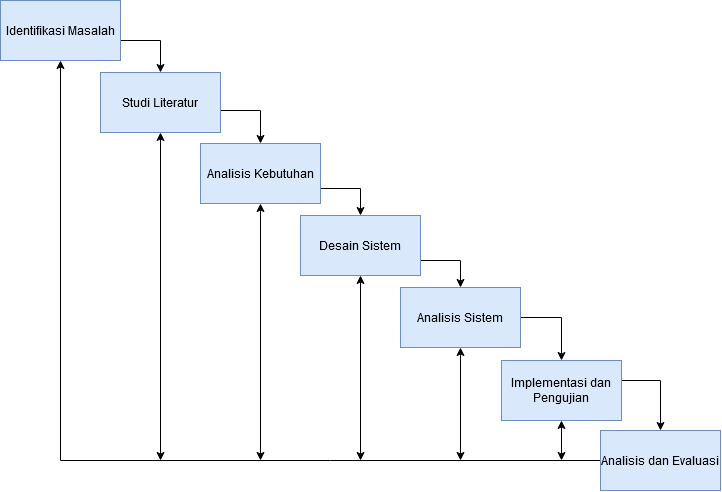 Identifikasi Masalah
Studi Literatur
Analisis Kebutuhan
Desain Sistem
Analisis Sistem
Implementasi dan
Pengujian
Analisis dan Evaluasi